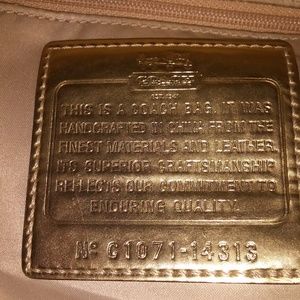 THIS IS A COACH BAG. IT WAS
HANDCRAFTED IN CHINA FROM THE
FINEST MATERIALS AND LEATHER.
ITS SUPERIOR CRAFTSMANSHIP
REFLECTS OUR COMMITMENT TO
ENDURING QUALITY.
Nº C1071-14313